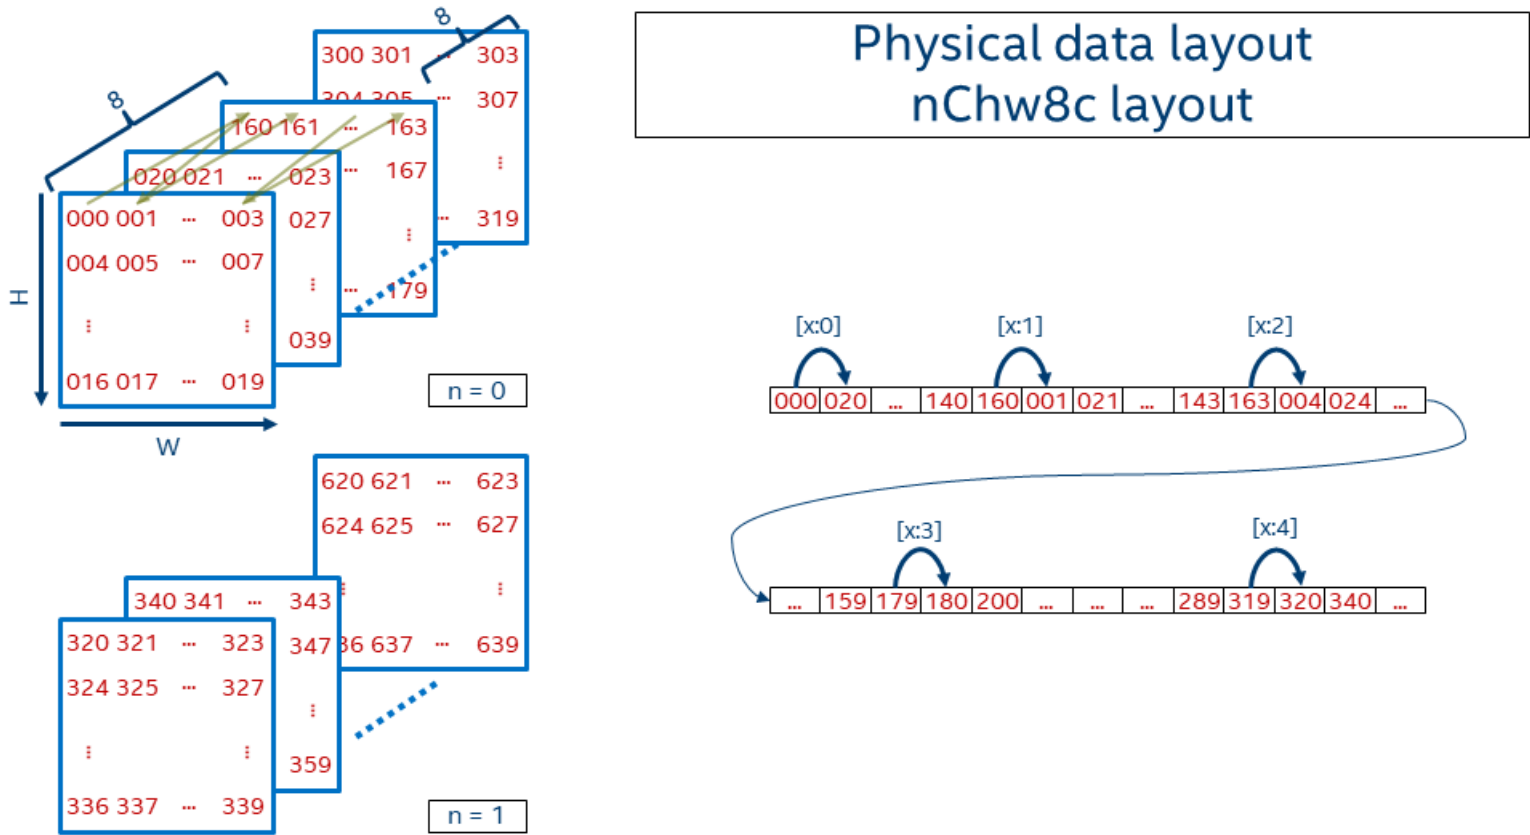 Physical data layout
nChw8c layout
8
8
300 301 ... 303
304 305 ... 307
...
... 319
160 161 ... 163
... 167
...
... 179
020 021 ... 023
027
...
039
000 001 ... 003
004 005 ... 007
... ...
016 017 ... 019
H
W
n = 0
620 621 ... 623
624 625 ... 627
... ...
36 637 ... 639
340 341 ... 343
347
...
359
320 321 ... 323
324 325 ... 327
... ...
336 337 ... 339
n = 1
[x:0] [x:1] [x:2]
000 020 ... 140 160 001 021 ... 143 163 004 024 ...
[x:3] [x:4]
... 159 179 180 200 ... ... ... 289 319 320 340 ...